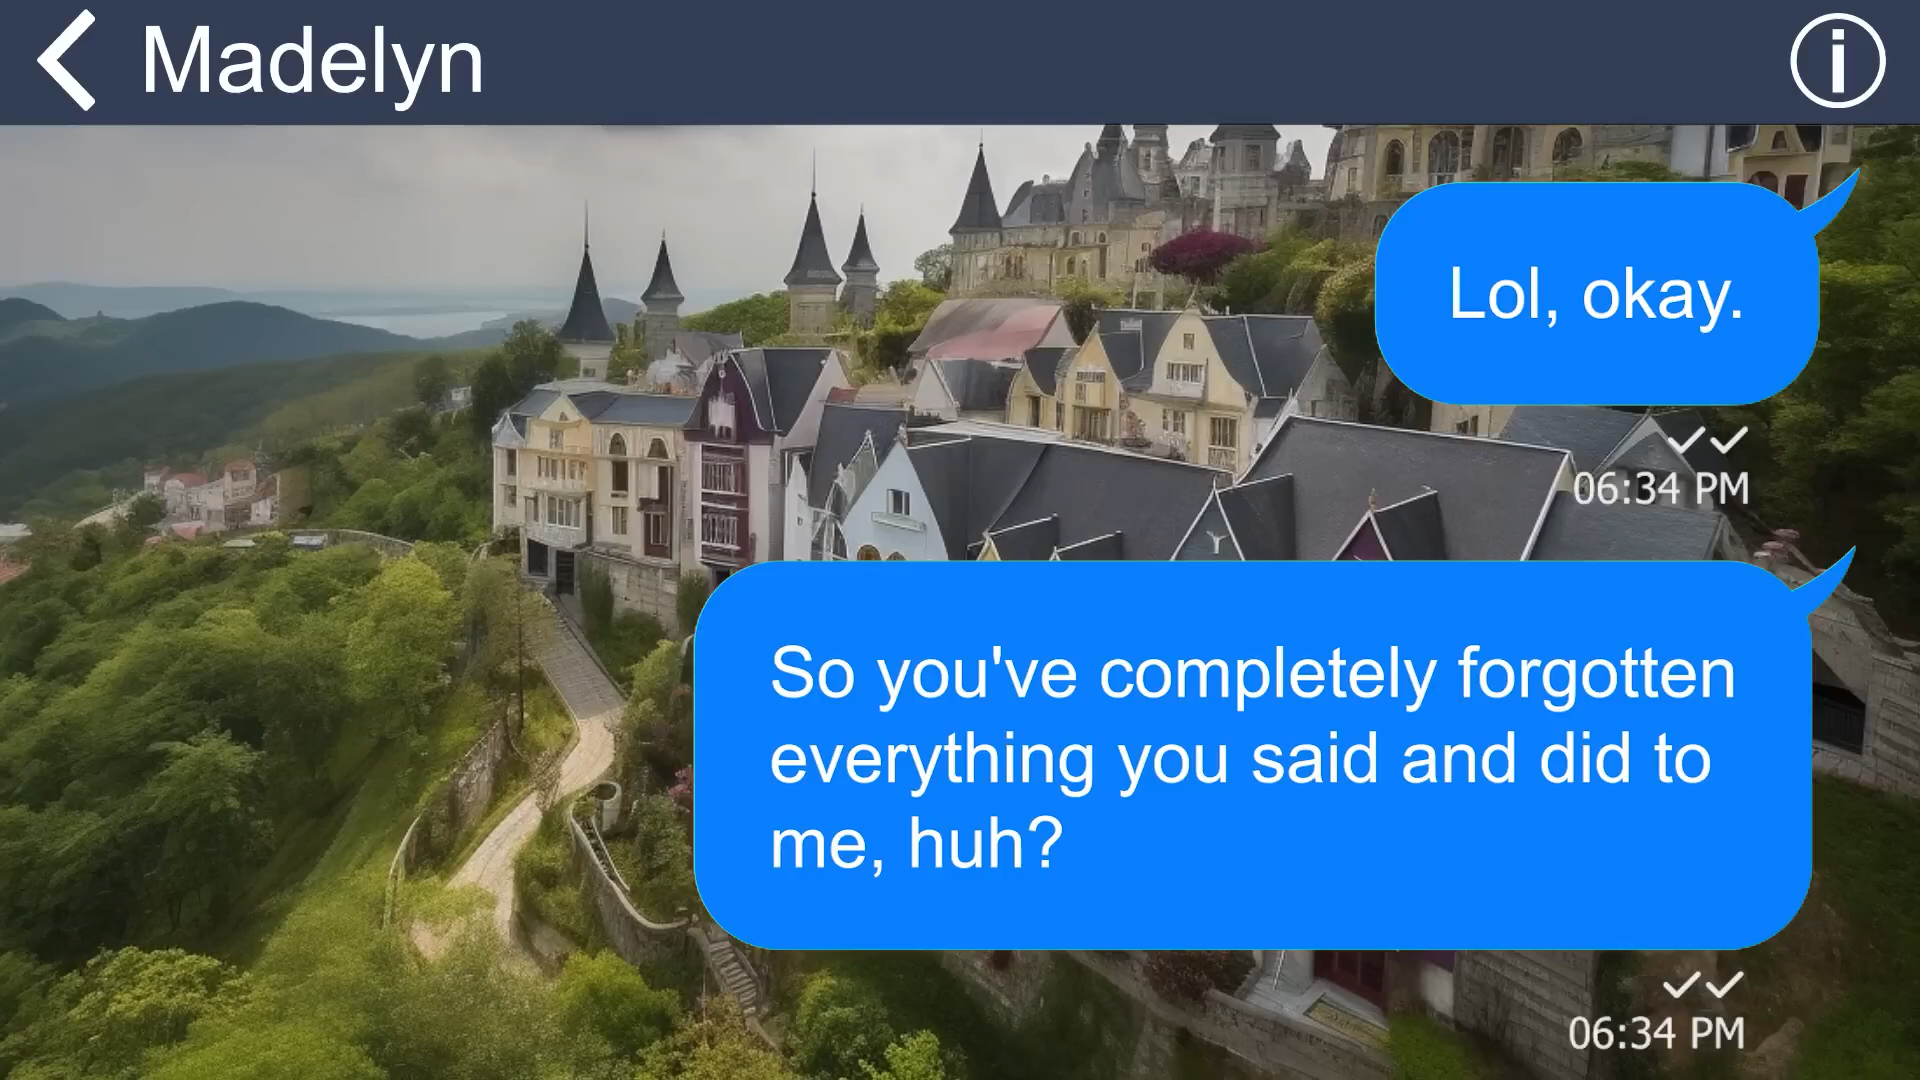 Madelyn
Lol, okay.
06:34 PM
So you've completely forgotten
everything you said and did to
me, huh?
06:34 PM